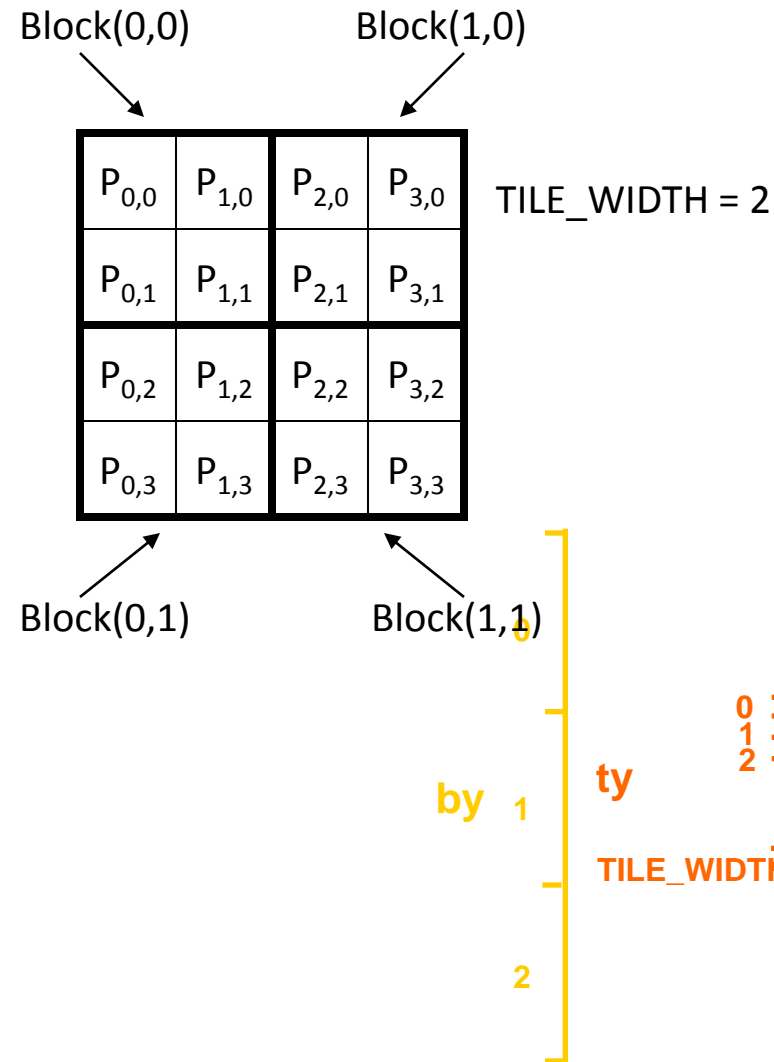 Block(0,0) Block(1,0)
P0,0 P1,0 P2,0 P3,0
TILE_WIDTH = 2
P0,1 P1,1 P2,1 P3,1
P0,2 P1,2 P2,2 P3,2
P0,3 P1,3 P2,3 P3,3
Block(0,1) Block(1,1)
0
0
1
2
by 1
ty
TILE_WIDTH
2